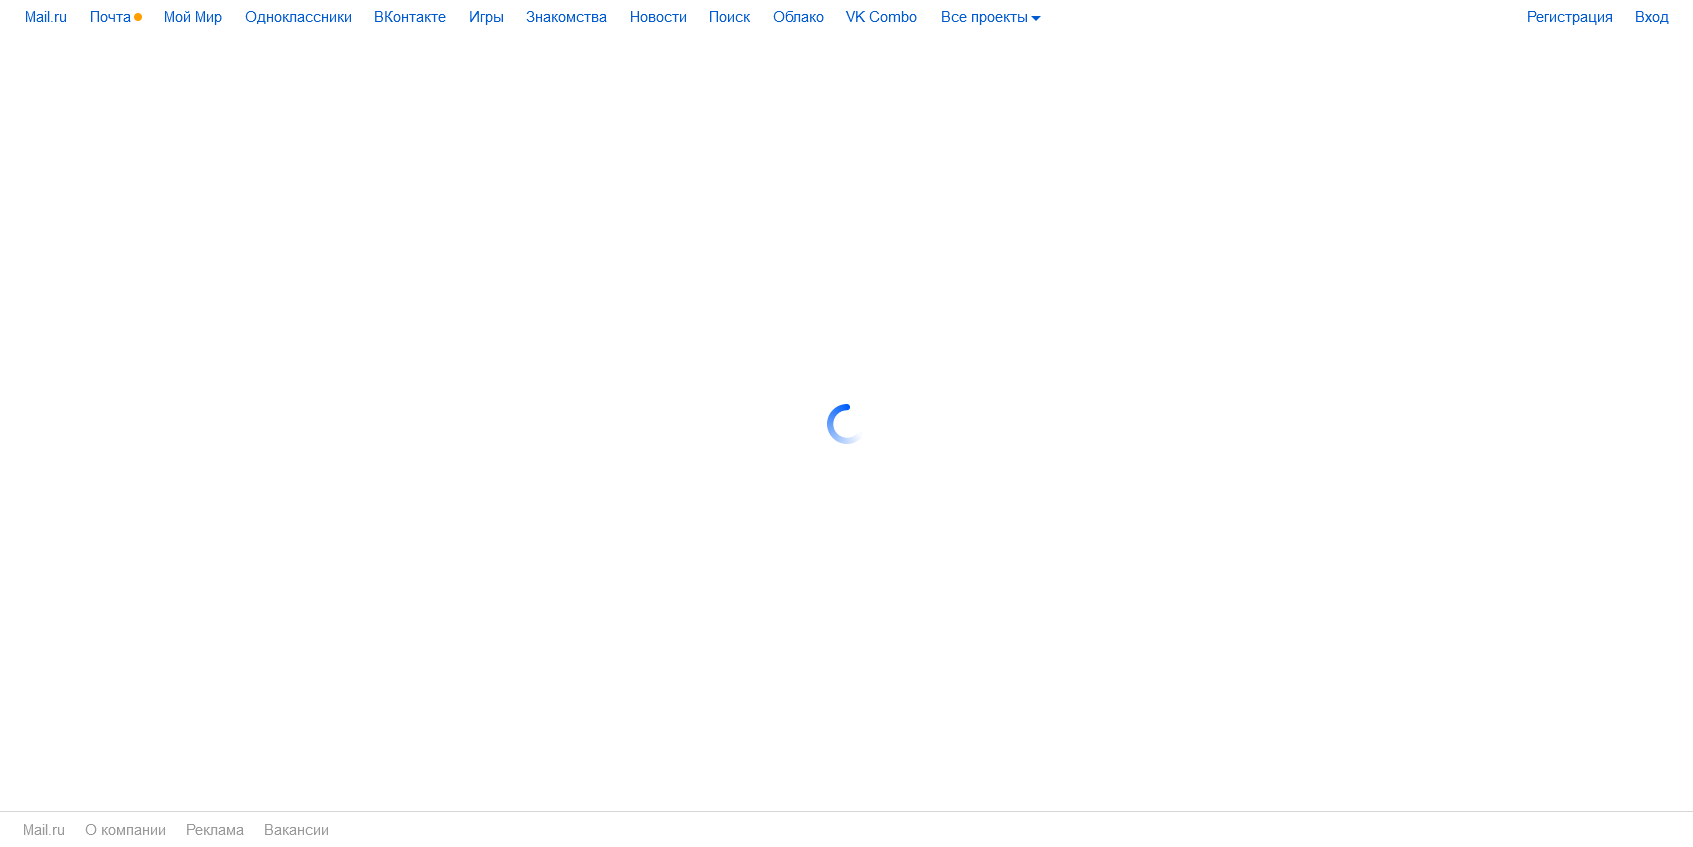 Mail.ru Почта Мой Мир Одноклассники ВКонтакте Игры Знакомства Новости Поиск Облако VK Combo Все проекты Регистрация Вход
Mail.ru О компании Реклама Вакансии